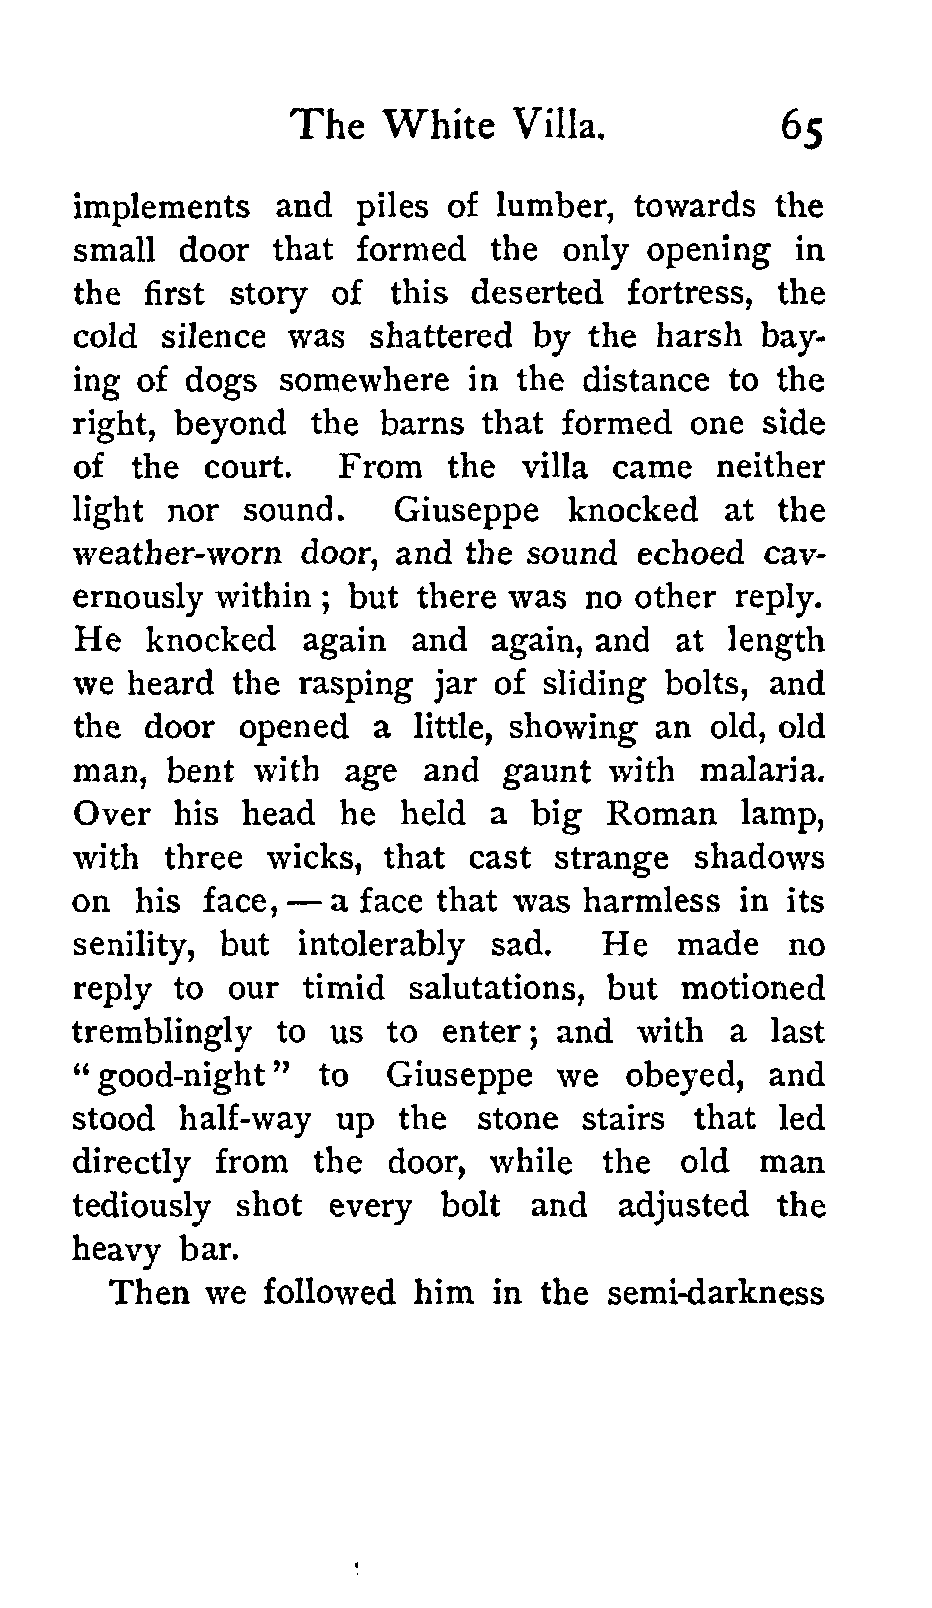 The White Villa. 65
implements and piles of lumber, towards the
small door that formed the only opening in
the first story of this deserted fortress, the
cold silence was shattered by the harsh bay-
ing of dogs somewhere in the distance to the
right, beyond the barns that formed one side
of the court. From the villa came neither
light nor sound. Giuseppe knocked at the
weather-worn door, and the sound echoed cav-
ernously within ; but there was no other reply.
He knocked again and again, and at length
we heard the rasping jar of sliding bolts, and
the door opened a little, showing an old, old
man, bent with age and gaunt with malaria.
Over his head he held a big Roman lamp,
with three wicks, that cast strange shadows
on his face, — a face that was harmless in its
senility, but intolerably sad. He made no
reply to our timid salutations, but motioned
tremblingly to us to enter ; and with a last
“ good-night ” to Giuseppe we obeyed, and
stood half-way up the stone stairs that led
directly from the door, while the old man
tediously shot every bolt and adjusted the
heavy bar.
Then we followed him in the semi-darkness